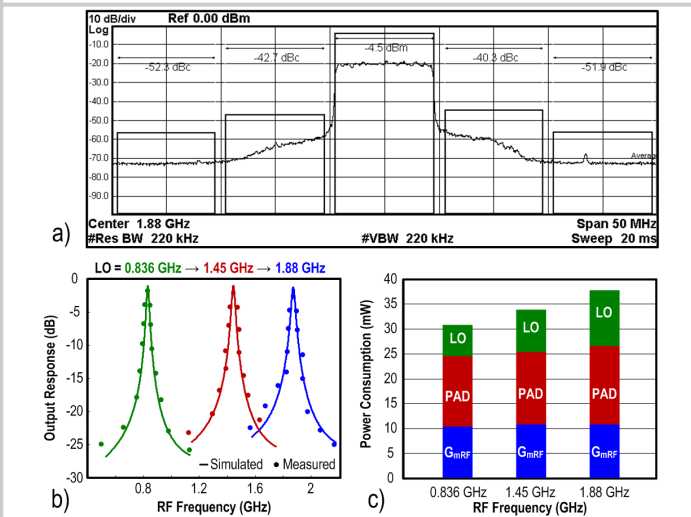 10 dB/div Ref 0.00 dBm
Log
-10.0
-20.0
-30.0
-40.0
-50.0
-60.0
-70.0
-80.0
-90.0
-52.3 dBc
-42.7 dBc
-4.5 dBm
-40.3 dBc
-51.9 dBc
Average
Center 1.88 GHz Span 50 MHz
#Res BW 220 kHz #VBW 220 kHz Sweep 20 ms
a)
LO = 0.836 GHz → 1.45 GHz → 1.88 GHz
Output Response (dB)
0
-5
-10
-15
-20
-25
-30
Simulated • Measured
0.8 1.2 1.6 2
RF Frequency (GHz)
b)
Power Consumption (mW)
40
35
30
25
20
15
10
5
0
LO LO LO
PAD PAD PAD
GmRF GmRF GmRF
0.836 GHz 1.45 GHz 1.88 GHz
RF Frequency (GHz)
c)